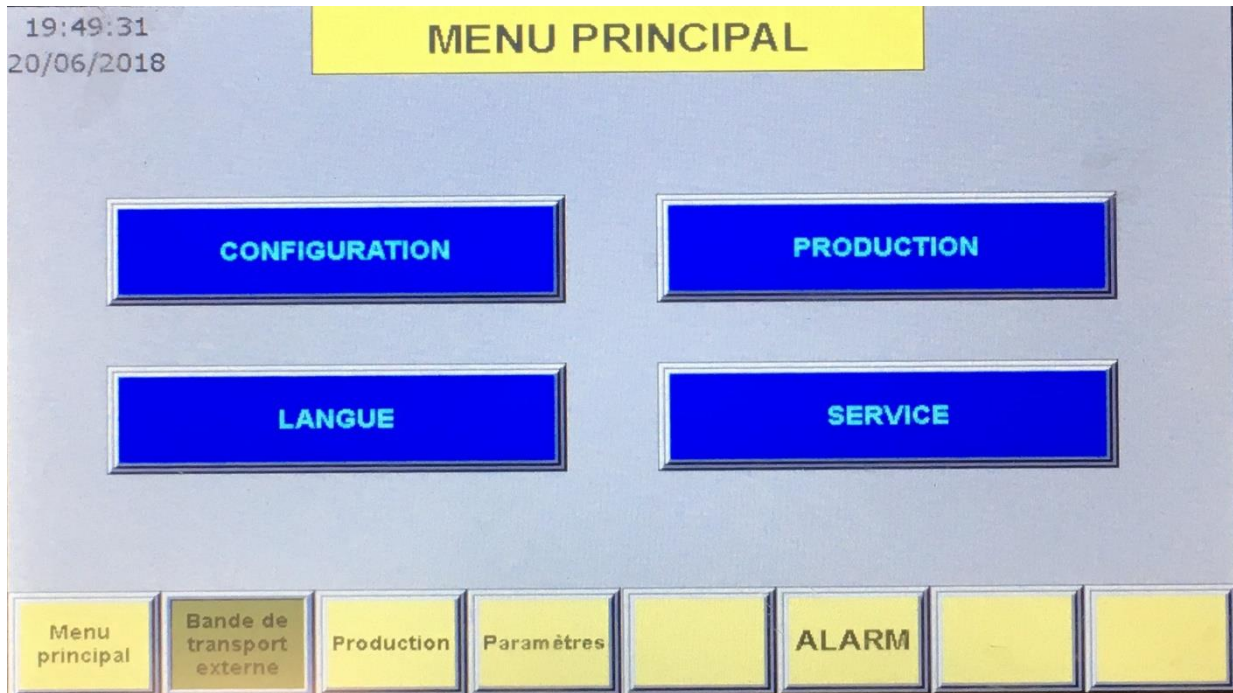 19:49:31
20/06/2018
MENU PRINCIPAL
CONFIGURATION
PRODUCTION
LANGUE
SERVICE
Menu
principal
Bande de
transport
externe
Production
Paramètres
ALARM